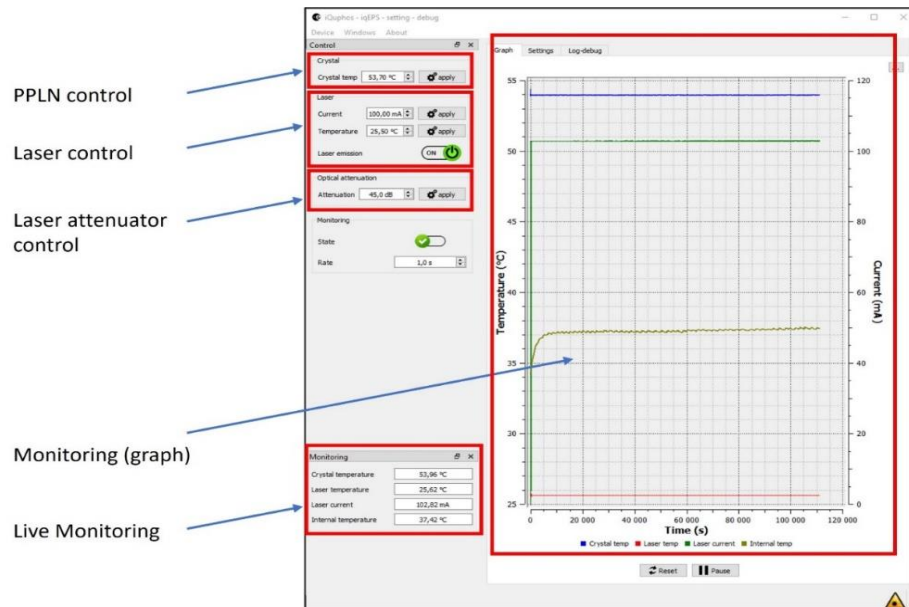 iQuphos - iqEPS - setting - debug
Device Windows About
Control
Crystal
Crystal temp 53,70 °C apply
Laser
Current 100,00 mA apply
Temperature 25,50 °C apply
Laser emission ON
Optical attenuation
Attenuation 45,0 dB apply
Monitoring
State
Rate 1,0 s
Monitoring
Crystal temperature 53,96 °C
Laser temperature 25,62 °C
Laser current 102,82 mA
Internal temperature 37,42 °C
PPLN control
Laser control
Laser attenuator
control
Monitoring (graph)
Live Monitoring
Graph Settings Log-debug
55
50
45
40
35
30
25
Temperature (°C)
120
100
80
60
40
20
0
Current (mA)
0 20 000 40 000 60 000 80 000 100 000 120 000
Time (s)
Crystal temp Laser temp Laser current Internal temp
Reset Pause